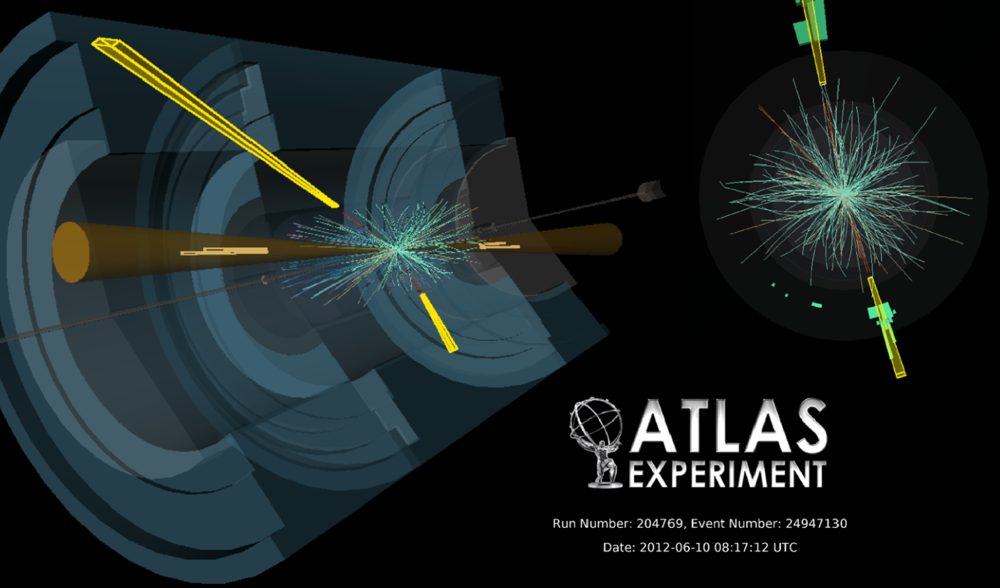 ATLAS
EXPERIMENT
Run Number: 204769, Event Number: 24947130
Date: 2012-06-10 08:17:12 UTC